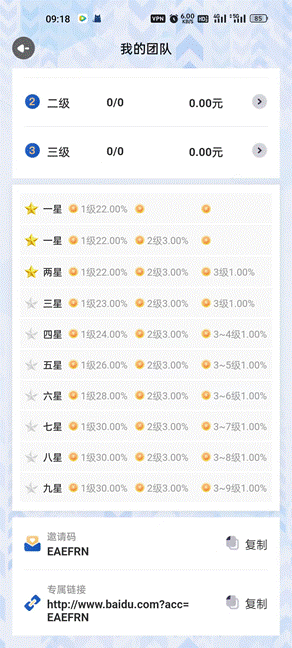 09:18 VPN 6.00 KB/S HD 4G 5G 85
我的团队
2 二级 0/0 0.00元
3 三级 0/0 0.00元
一星 1级22.00%
一星 1级22.00% 2级3.00%
两星 1级22.00% 2级3.00% 3级1.00%
三星 1级23.00% 2级3.00% 3级1.00%
四星 1级24.00% 2级3.00% 3~4级1.00%
五星 1级26.00% 2级3.00% 3~5级1.00%
六星 1级28.00% 2级3.00% 3~6级1.00%
七星 1级30.00% 2级3.00% 3~7级1.00%
八星 1级30.00% 2级3.00% 3~8级1.00%
九星 1级30.00% 2级3.00% 3~9级1.00%
邀请码
EAEFRN 复制
专属链接
http://www.baidu.com?acc= 复制
EAEFRN